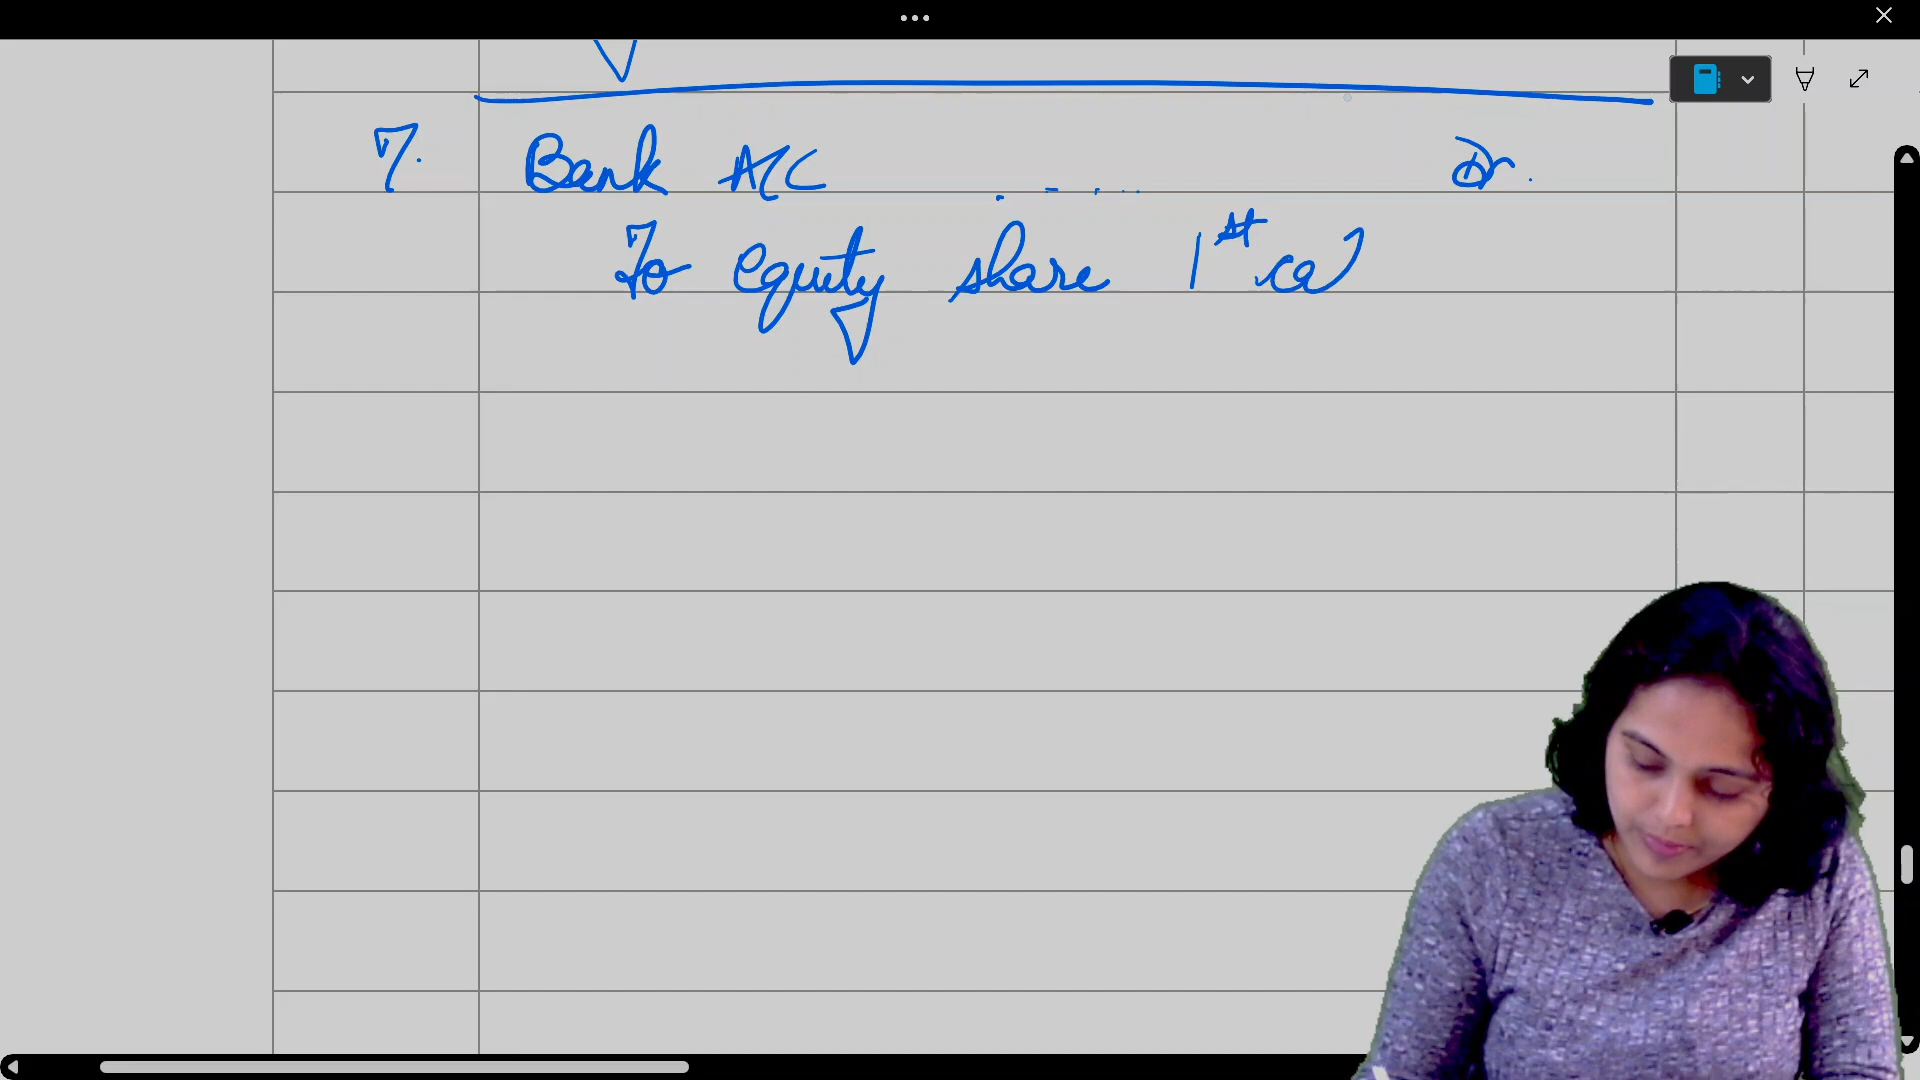 7. Bank A/C ...... Dr.
To equity share 1st ca